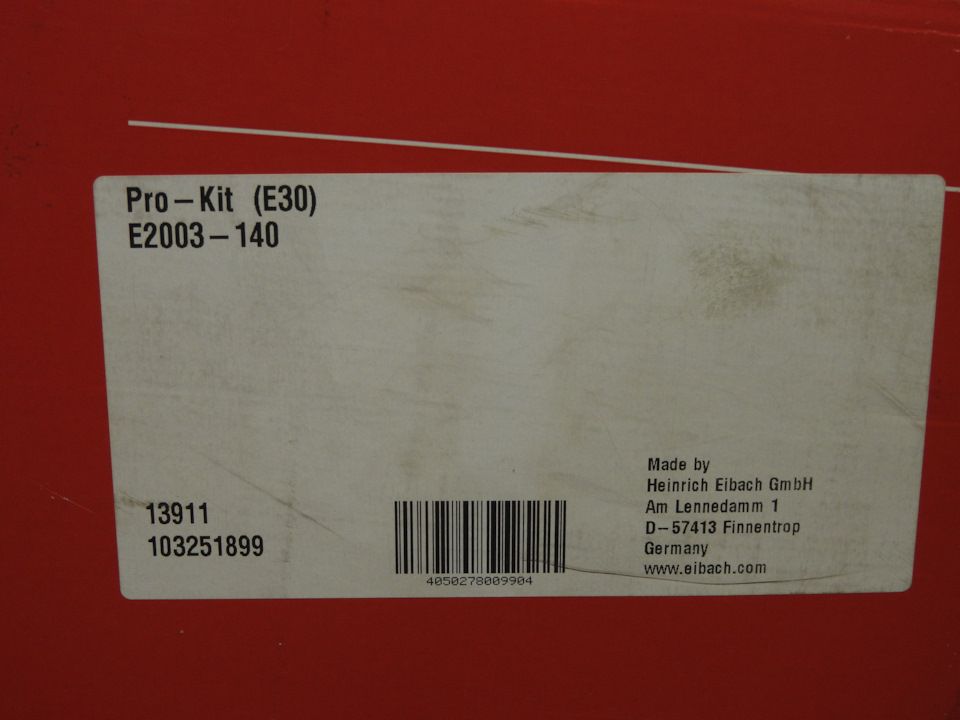 Pro-Kit (E30)
E2003-140
13911
103251899
4050278009904
Made by
Heinrich Eibach GmbH
Am Lennedamm 1
D-57413 Finnentrop
Germany
www.eibach.com